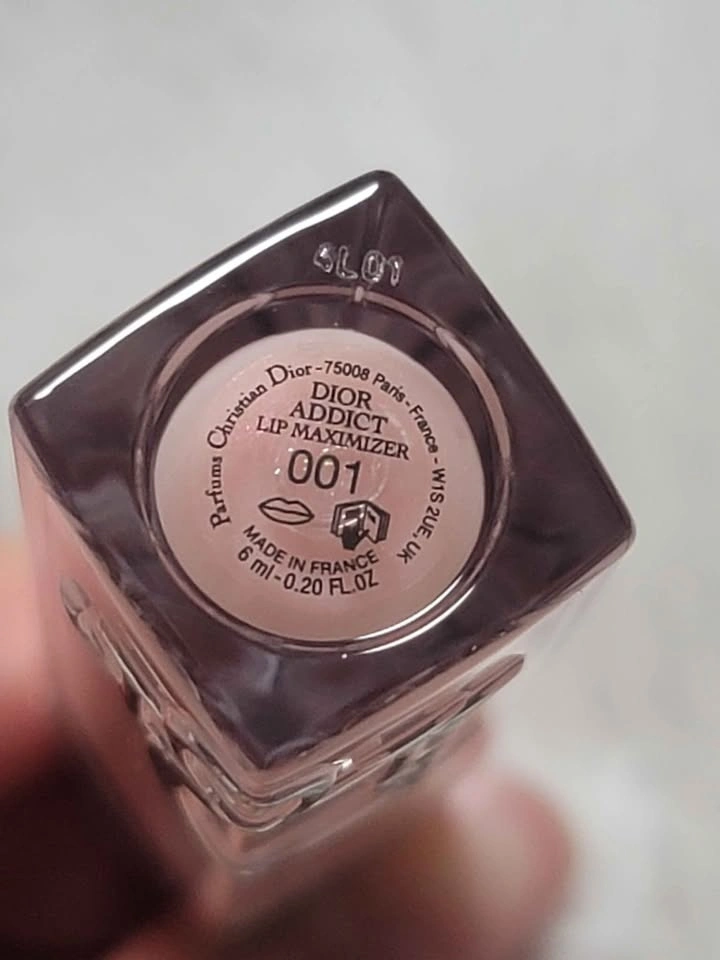 4L01
Parfums Christian Dior - 75008 Paris - France - W1S 2UE, UK
DIOR
ADDICT
LIP MAXIMIZER
001
MADE IN FRANCE
6 ml - 0.20 FL.OZ